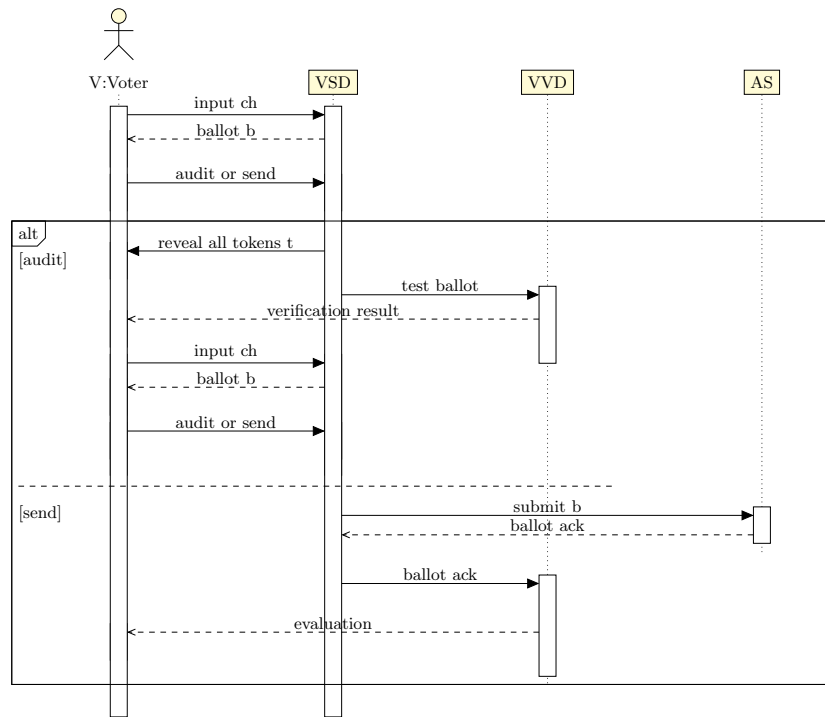 V:Voter
VSD
VVD
AS
input ch
ballot b
audit or send
alt
reveal all tokens t
[audit]
test ballot
verification result
input ch
ballot b
audit or send
[send]
submit b
ballot ack
ballot ack
evaluation